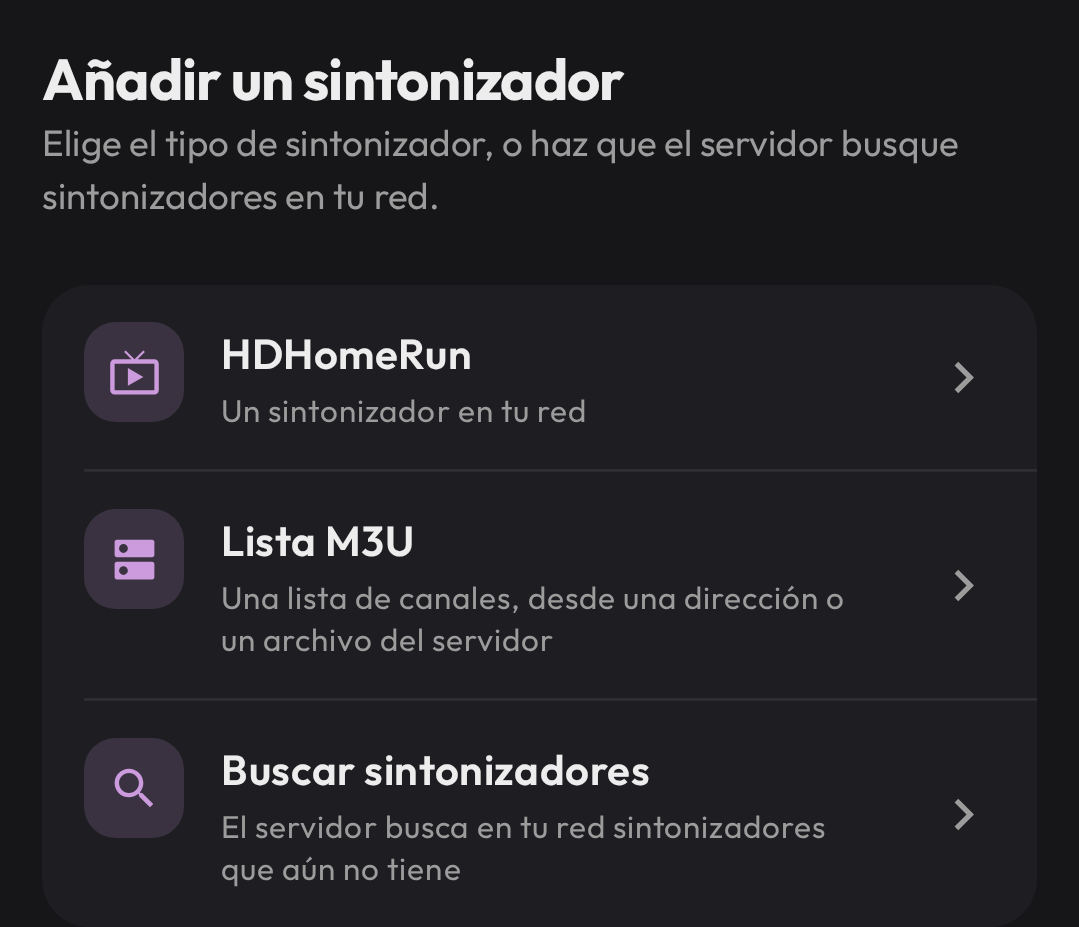 Añadir un sintonizador
Elige el tipo de sintonizador, o haz que el servidor busque
sintonizadores en tu red.
HDHomeRun
Un sintonizador en tu red
Lista M3U
Una lista de canales, desde una dirección o
un archivo del servidor
Buscar sintonizadores
El servidor busca en tu red sintonizadores
que aún no tiene